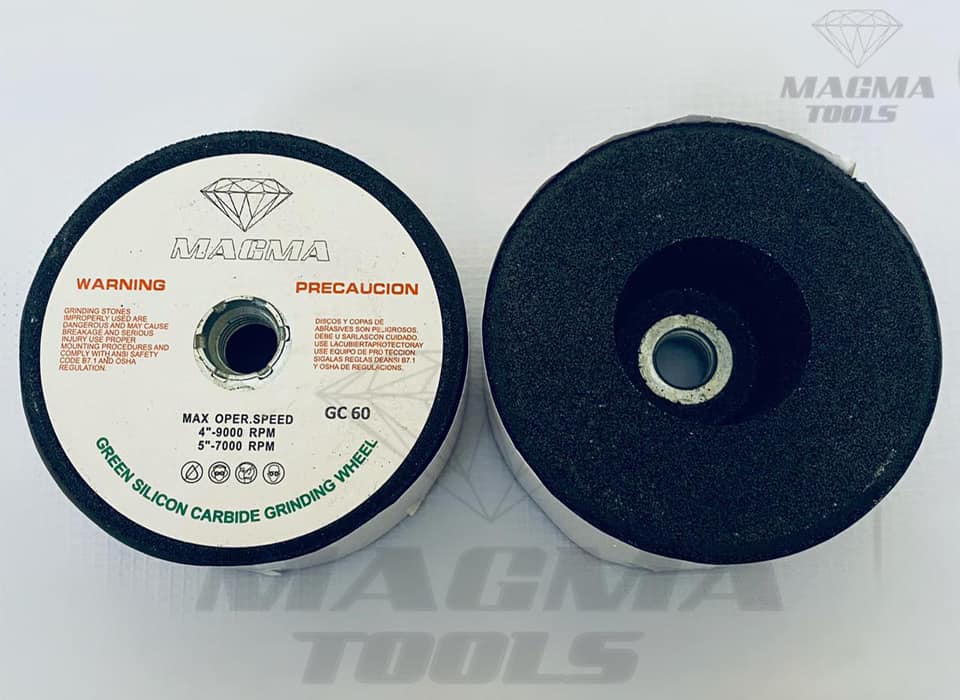 MAGMA
TOOLS
MAGMA
WARNING
GRINDING STONES
IMPROPERLY USED ARE
DANGEROUS AND MAY CAUSE
BREAKAGE AND SERIOUS
INJURY USE PROPER
MOUNTING PROCEDURES AND
COMPLY WITH ANSI SAFETY
CODE B7.1 AND OSHA
REGULATION.
PRECAUCION
DISCOS Y COPAS DE
ABRASIVES SON PELIGROSOS.
DEBE U SARLASCON CUIDADO.
USE LACUBIERTAPROTECTORAY
USE EQUIPO DE PRO TECCION.
SIGALAS REGLAS DEANSI B7.1
Y OSHA DE REGULACIONS.
MAX OPER.SPEED
4"-9000 RPM
5"-7000 RPM
GC 60
GREEN SILICON CARBIDE GRINDING WHEEL
MAGMA
TOOLS